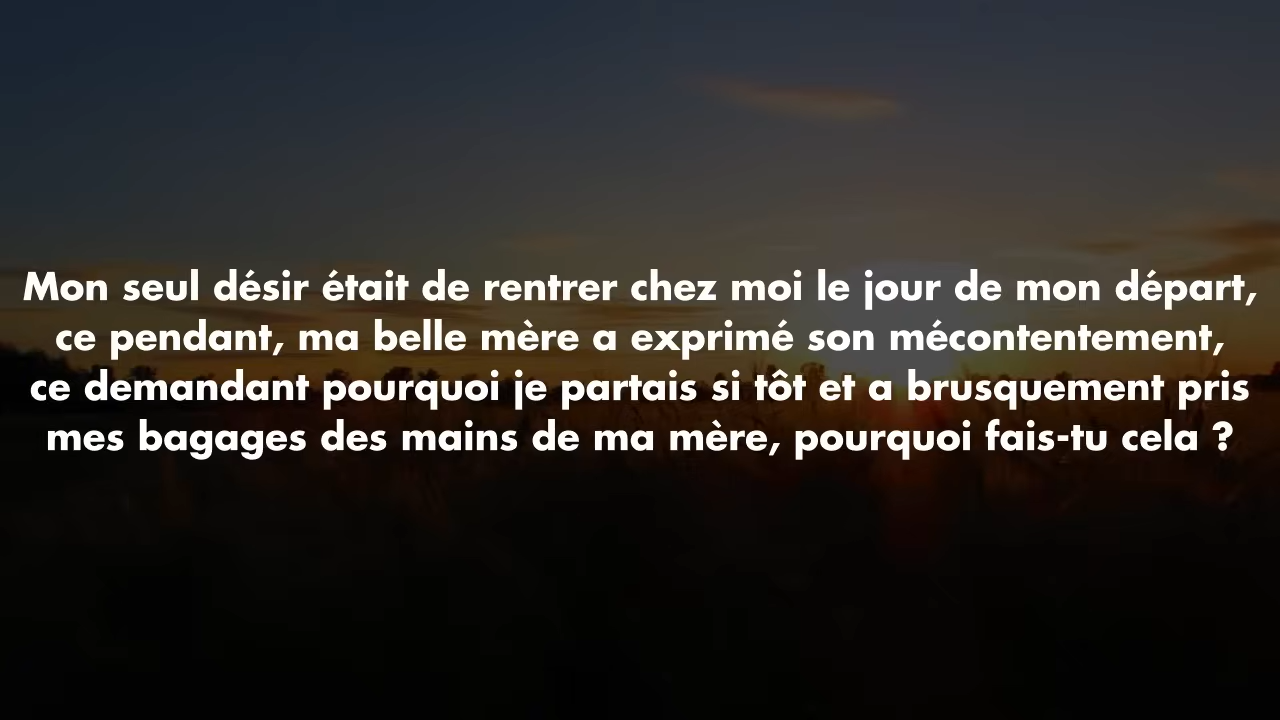 Mon seul désir était de rentrer chez moi le jour de mon départ,
ce pendant, ma belle mère a exprimé son mécontentement,
ce demandant pourquoi je partais si tôt et a brusquement pris
mes bagages des mains de ma mère, pourquoi fais-tu cela ?